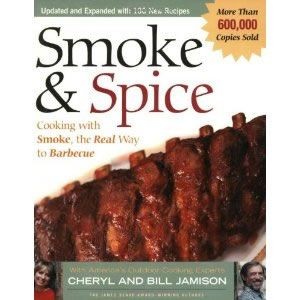 Updated and Expanded with 100 New Recipes
More Than
600,000
Copies Sold
Smoke
& Spice
Cooking with
Smoke, the Real Way
to Barbecue
With America's Outdoor Cooking Experts
CHERYL AND BILL JAMISON
THE JAMES BEARD AWARD-WINNING AUTHORS